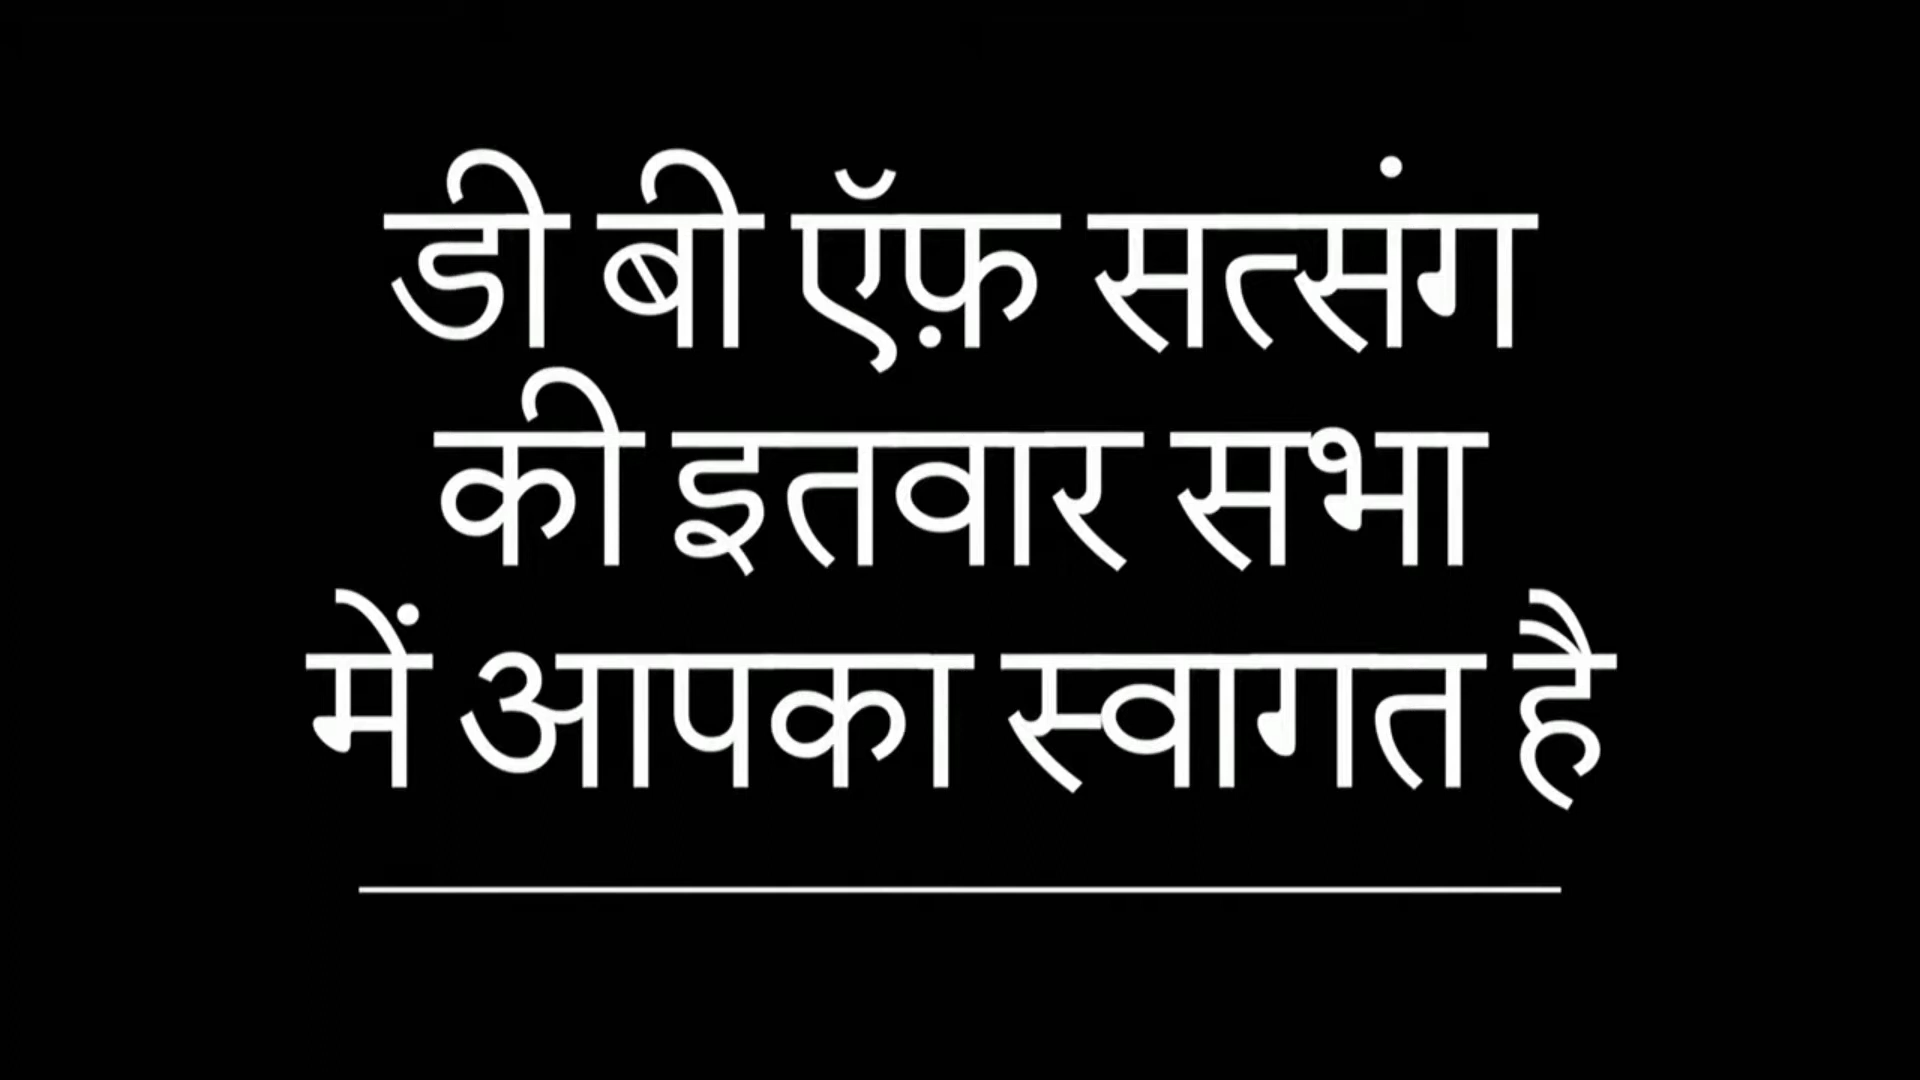 डी बी ऍफ़ सत्संग
की इतवार सभा
में आपका स्वागत है